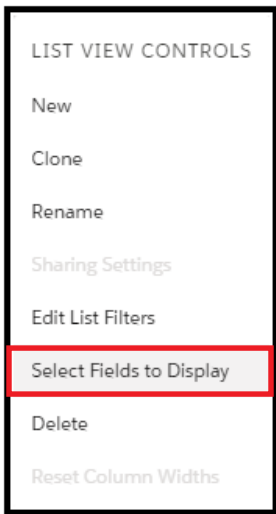 LIST VIEW CONTROLS
New
Clone
Rename
Sharing Settings
Edit List Filters
Select Fields to Display
Delete
Reset Column Widths